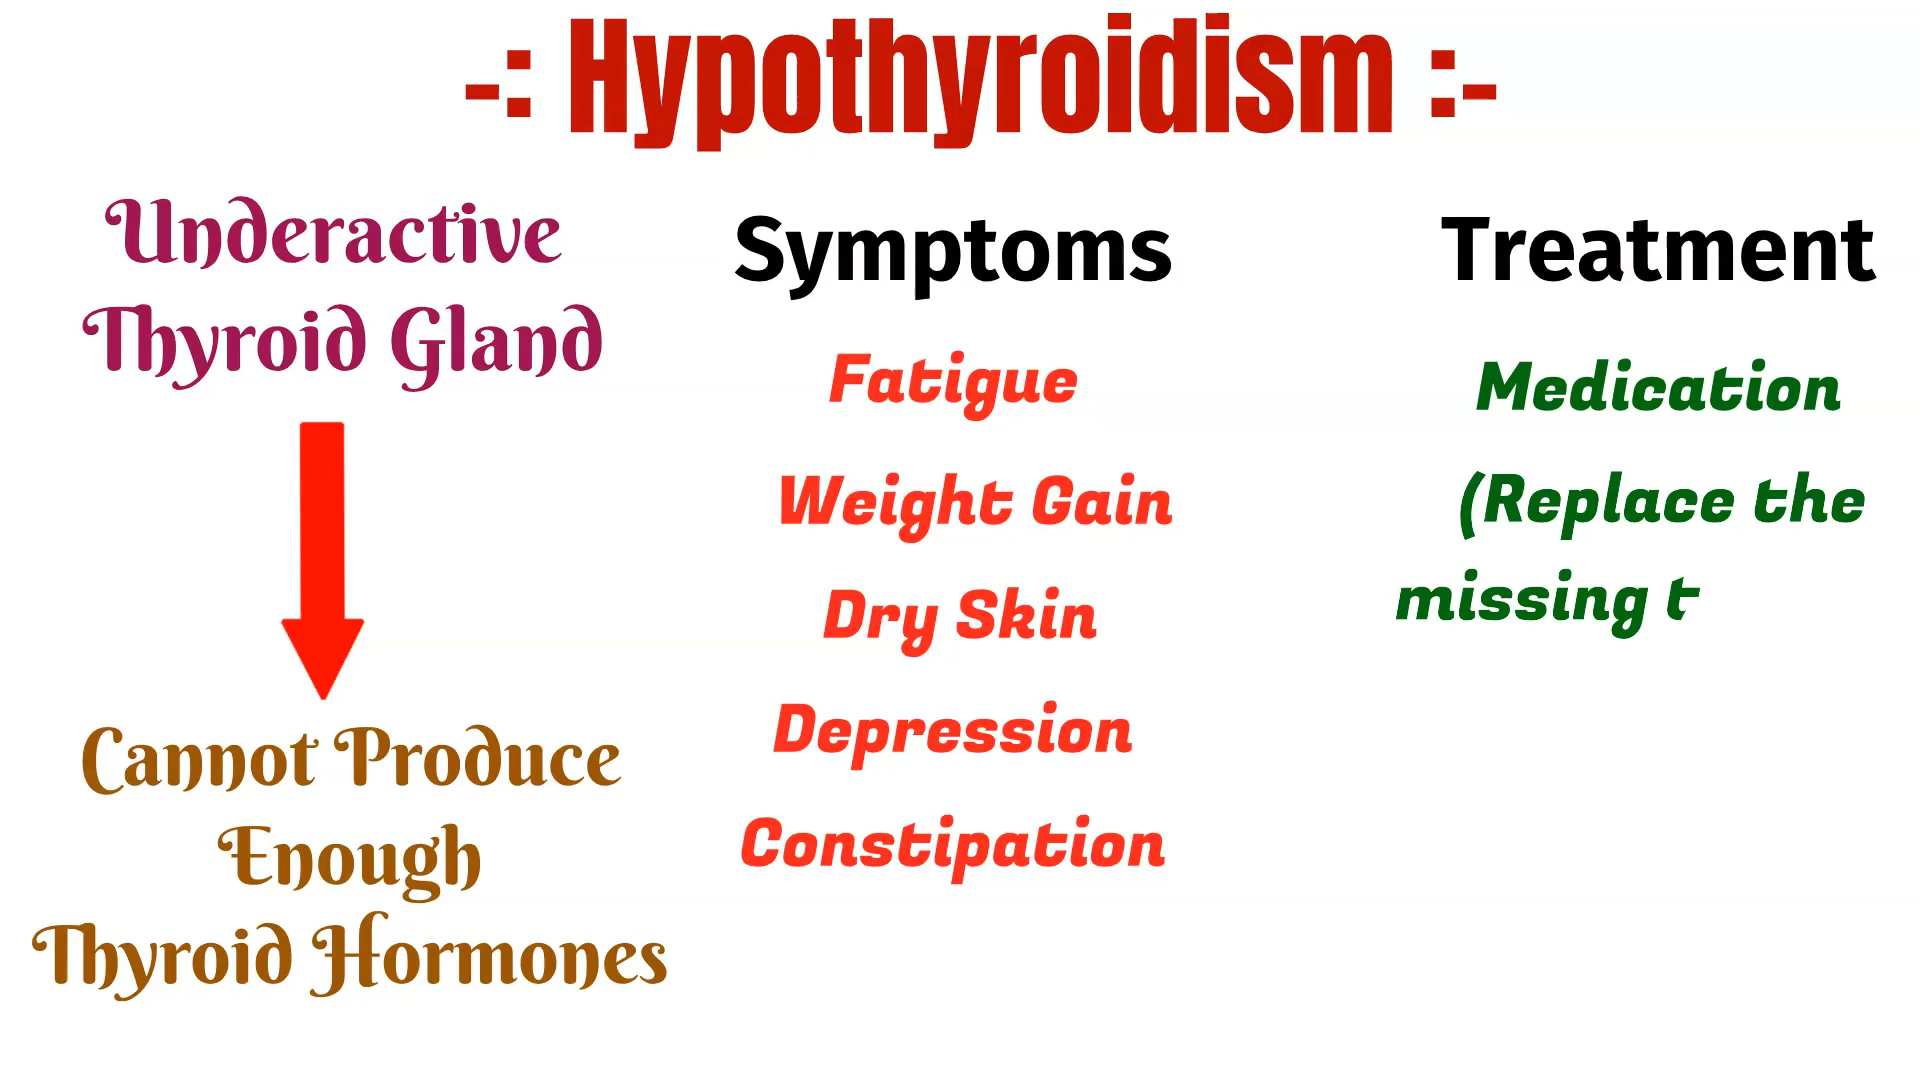 -: Hypothyroidism :-
Underactive
Thyroid Gland
Cannot Produce
Enough
Thyroid Hormones
Symptoms
Fatigue
Weight Gain
Dry Skin
Depression
Constipation
Treatment
Medication
(Replace the
missing t